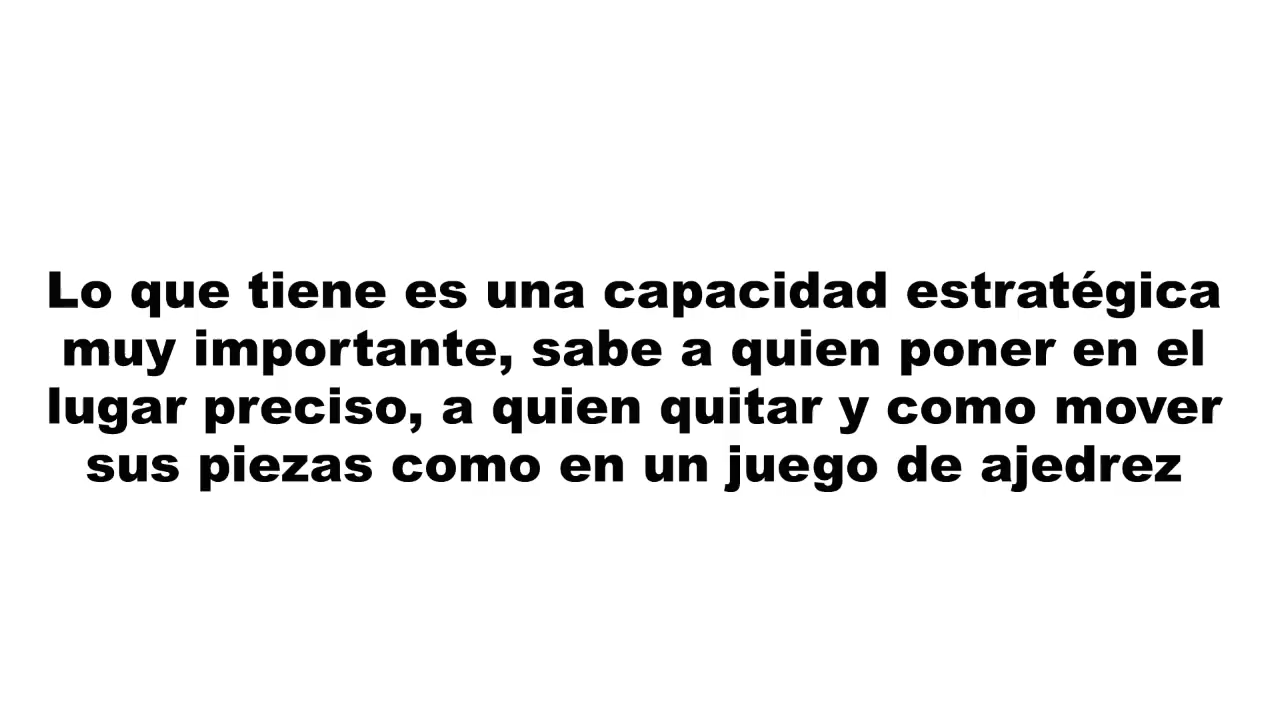 Lo que tiene es una capacidad estratégica
muy importante, sabe a quien poner en el
lugar preciso, a quien quitar y como mover
sus piezas como en un juego de ajedrez